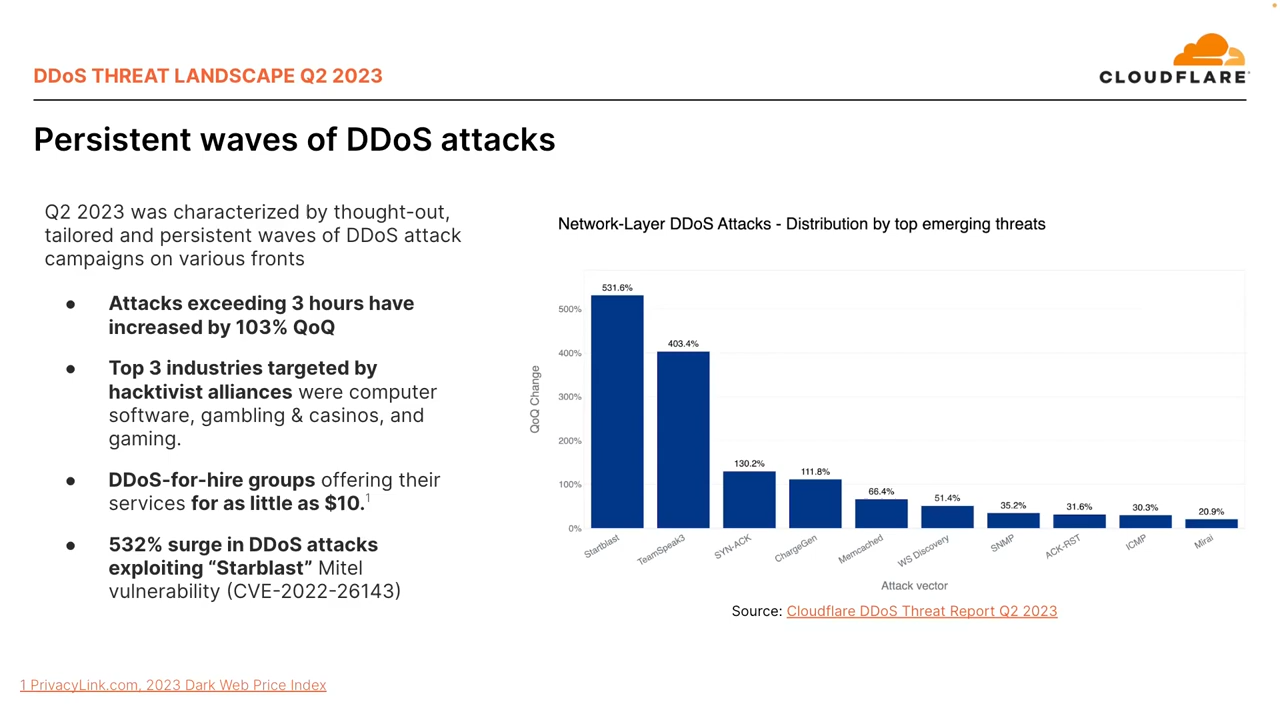 DDoS THREAT LANDSCAPE Q2 2023
CLOUDFLARE
Persistent waves of DDoS attacks
Q2 2023 was characterized by thought-out,
tailored and persistent waves of DDoS attack
campaigns on various fronts
● Attacks exceeding 3 hours have
increased by 103% QoQ
● Top 3 industries targeted by
hacktivist alliances were computer
software, gambling & casinos, and
gaming.
● DDoS-for-hire groups offering their
services for as little as $10.¹
● 532% surge in DDoS attacks
exploiting “Starblast” Mitel
vulnerability (CVE-2022-26143)
Network-Layer DDoS Attacks - Distribution by top emerging threats
QoQ Change
500%
400%
300%
200%
100%
0%
531.6%
403.4%
130.2%
111.8%
66.4%
51.4%
35.2%
31.6%
30.3%
20.9%
Startblast
TeamSpeak3
SYN-ACK
ChargeGen
Memcached
WS Discovery
SNMP
ACK-RST
ICMP
Mirai
Attack vector
Source: Cloudflare DDoS Threat Report Q2 2023
1 PrivacyLink.com, 2023 Dark Web Price Index